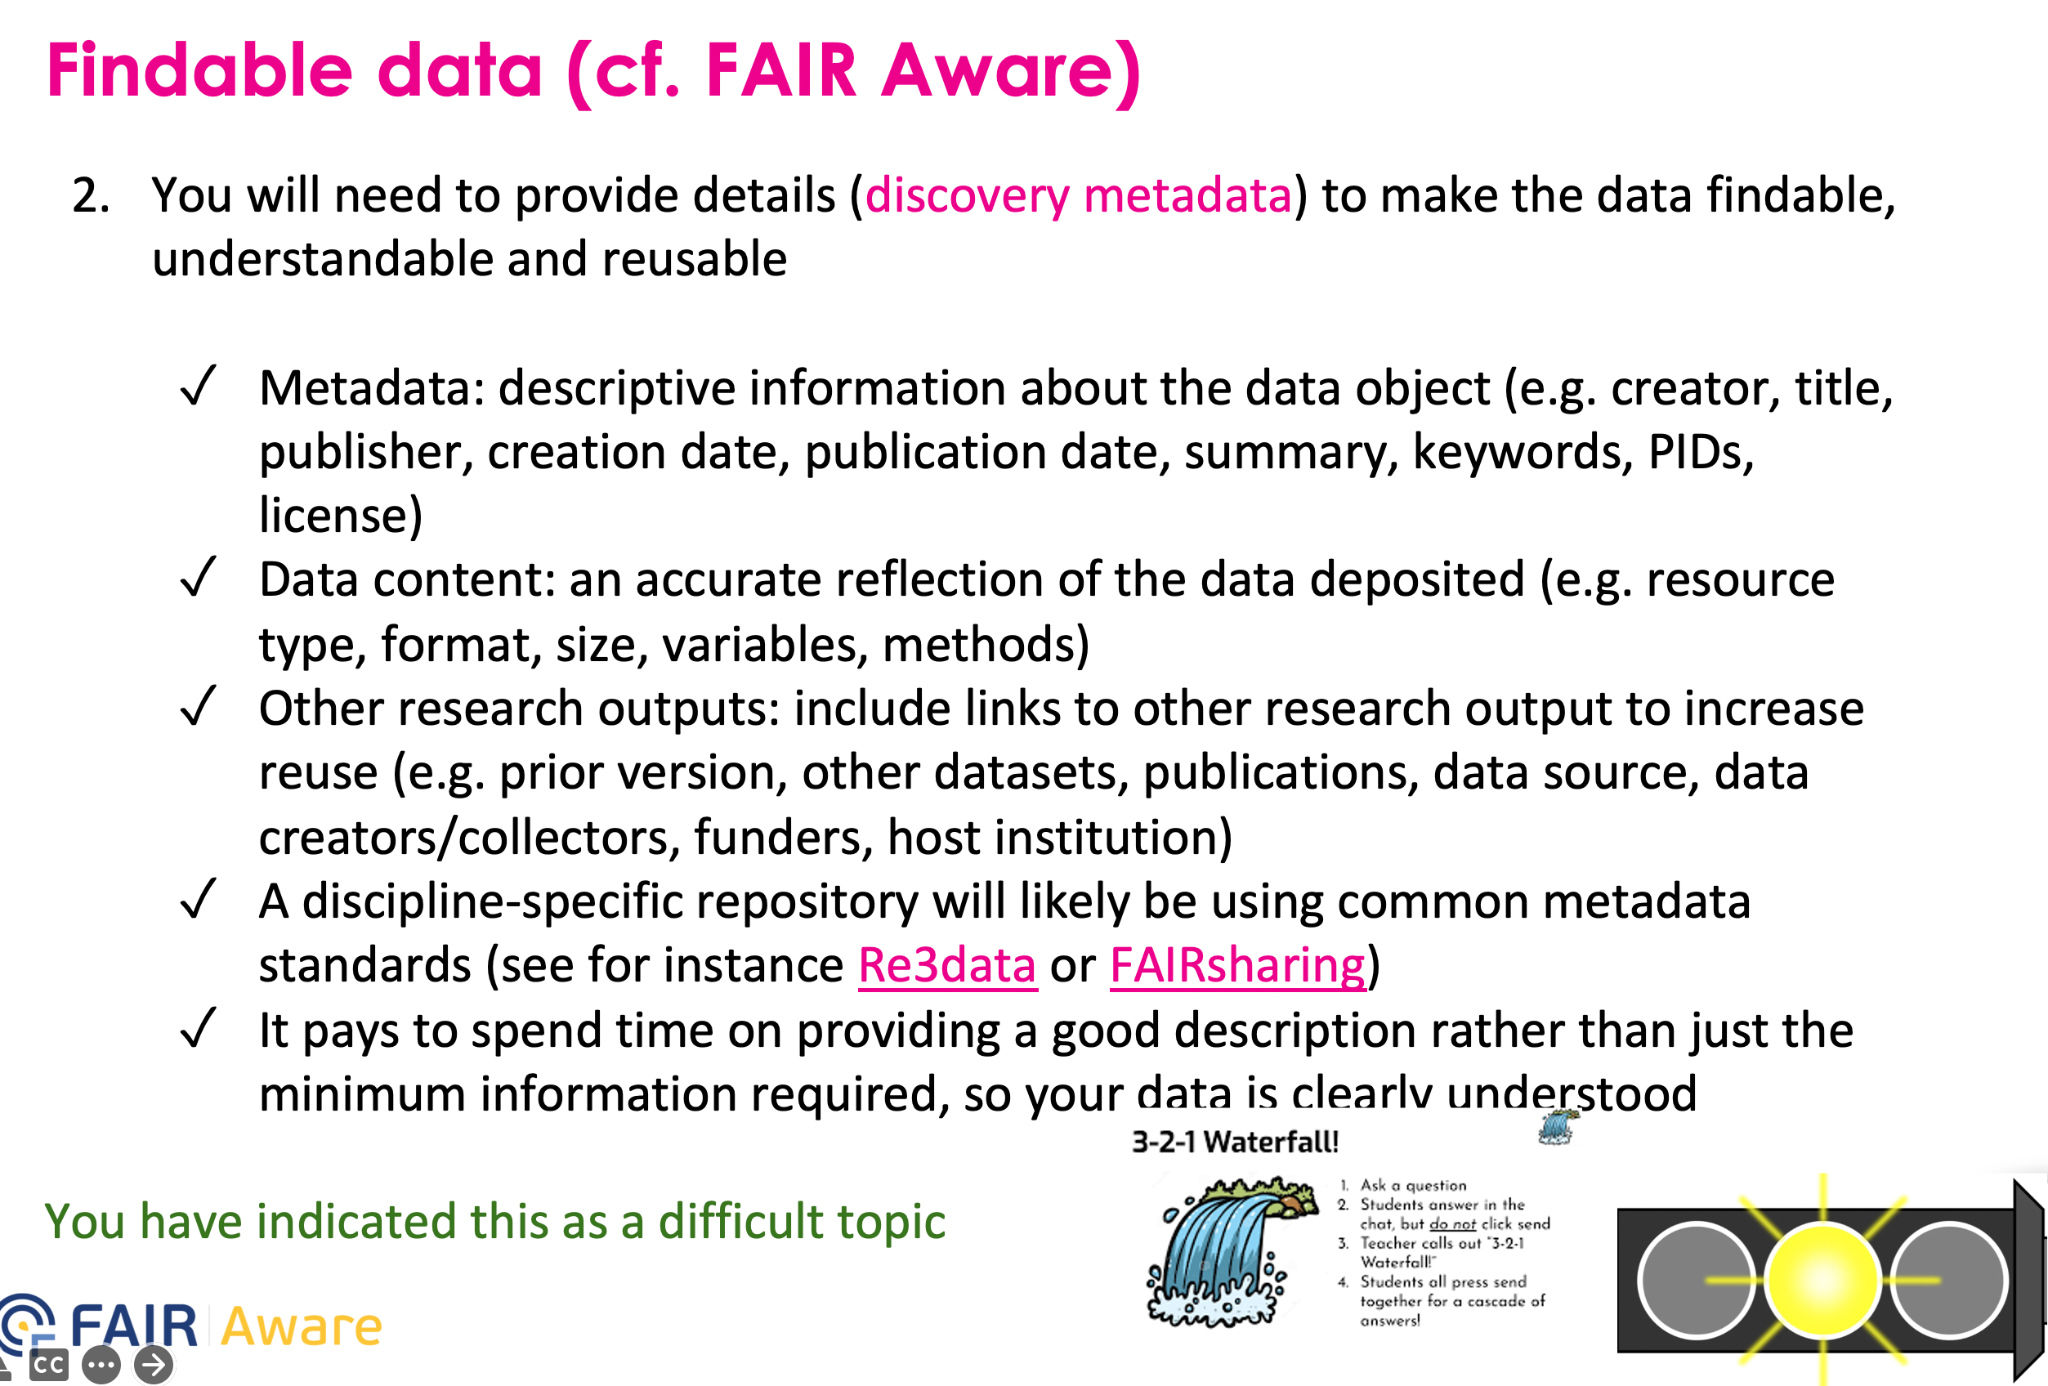 Findable data (cf. FAIR Aware)
2. You will need to provide details (discovery metadata) to make the data findable,
understandable and reusable
✓ Metadata: descriptive information about the data object (e.g. creator, title,
publisher, creation date, publication date, summary, keywords, PIDs,
license)
✓ Data content: an accurate reflection of the data deposited (e.g. resource
type, format, size, variables, methods)
✓ Other research outputs: include links to other research output to increase
reuse (e.g. prior version, other datasets, publications, data source, data
creators/collectors, funders, host institution)
✓ A discipline-specific repository will likely be using common metadata
standards (see for instance Re3data or FAIRsharing)
✓ It pays to spend time on providing a good description rather than just the
minimum information required, so your data is clearly understood
3-2-1 Waterfall!
1. Ask a question
2. Students answer in the
chat, but do not click send
3. Teacher calls out "3-2-1
Waterfall!"
4. Students all press send
together for a cascade of
answers!
You have indicated this as a difficult topic
FAIR Aware
CC